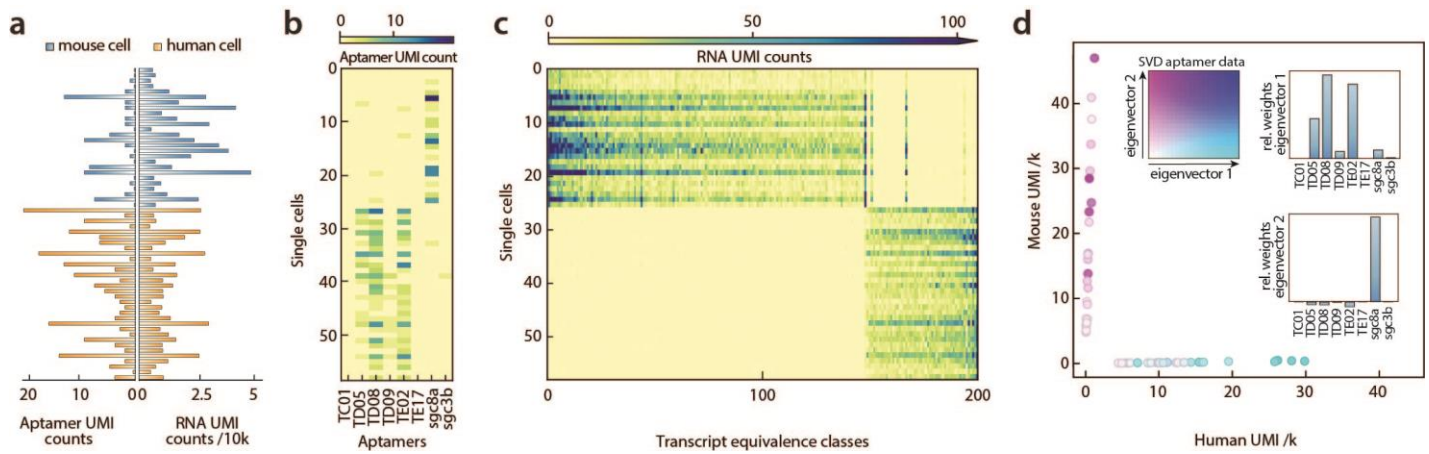 a
mouse cell
human cell
20
10
0
0
2.5
5
Aptamer UMI
counts
RNA UMI
counts /10k
b
0
10
Aptamer UMI count
0
10
20
30
40
50
Single cells
TC01
TD05
TD08
TD09
TE02
TE17
sgc8a
sgc3b
Aptamers
c
0
50
100
RNA UMI counts
0
10
20
30
40
50
Single cells
0
100
200
Transcript equivalence classes
d
40
30
20
10
0
Mouse UMI /k
0
10
20
30
40
Human UMI /k
SVD aptamer data
eigenvector 2
eigenvector 1
rel. weights
eigenvector 1
TC01
TD05
TD08
TD09
TE02
TE17
sgc8a
sgc3b
rel. weights
eigenvector 2
TC01
TD05
TD08
TD09
TE02
TE17
sgc8a
sgc3b